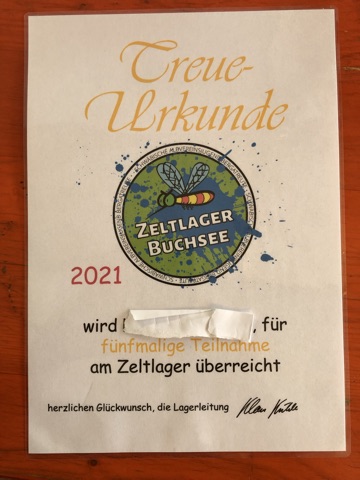 Treue-
Urkunde
ZELTLAGER
BUCHSEE
2021
wird , für
fünfmalige Teilnahme
am Zeltlager überreicht
herzlichen Glückwunsch, die Lagerleitung